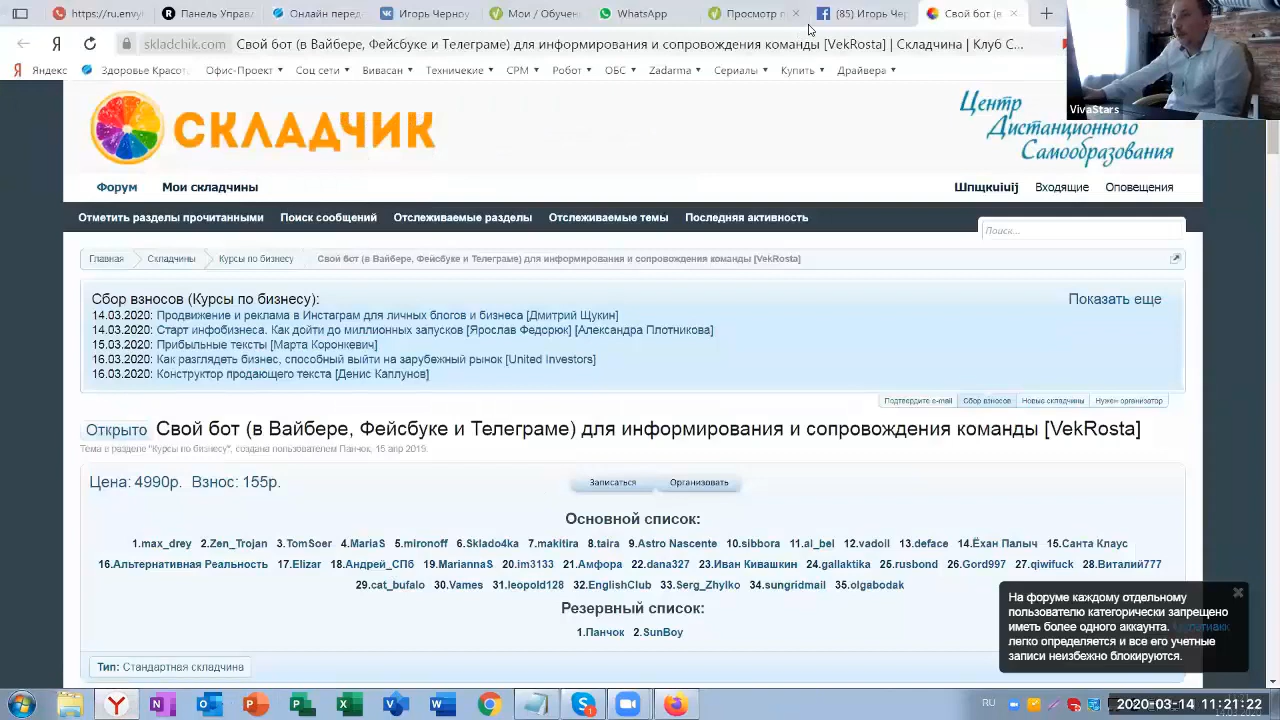 https://rosenvyi
Панель Никол
Онлайн перед
Игорь Черноу
Мои / Обучен
WhatsApp
Просмотр п
(85) Игорь Чер
Свой бот (в
skladchik.com Свой бот (в Вайбере, Фейсбуке и Телеграме) для информирования и сопровождения команды [VekRosta] | Складчина | Клуб С...
Яндекс Здоровье Красот. Офис-Проект Соц сети Вивасан Техничекие СРМ ОБС Zadarma Сериалы Купить Драйвера
VivaStars
СКЛАДЧИК
Центр
Дистанционного
Самообразования
Форум Мои складчины
Шпщкшij Входящие Оповещения
Отметить разделы прочитанными Поиск сообщений Отслеживаемые разделы Отслеживаемые темы Последняя активность
Поиск...
Главная Складчины Курсы по бизнесу Свой бот (в Вайбере, Фейсбуке и Телеграме) для информирования и сопровождения команды [VekRosta]
Сбор взносов (Курсы по бизнесу):
Показать еще
14.03.2020: Продвижение и реклама в Инстаграм для личных блогов и бизнеса [Дмитрий Щукин]
14.03.2020: Старт инфобизнеса. Как дойти до миллионных запусков [Ярослав Федорюк] [Александра Плотникова]
15.03.2020: Прибыльные тексты [Марта Коронкевич]
16.03.2020: Как разглядеть бизнес, способный выйти на зарубежный рынок [United Investors]
16.03.2020: Конструктор продающего текста [Денис Каплунов]
Подтвердите e-mail Сбор взносов Новые складчины Нужен организатор
Открыто Свой бот (в Вайбере, Фейсбуке и Телеграме) для информирования и сопровождения команды [VekRosta]
Тема в разделе "Курсы по бизнесу", создана пользователем Панчок, 15 апр 2019.
Цена: 4990р. Взнос: 155р.
Записаться Организовать
Основной список:
1.max_drey 2.Zen_Trojan 3.TomSoer 4.MariaS 5.mironoff 6.Sklado4ka 7.makitira 8.taira 9.Astro Nascente 10.sibbora 11.al_bel 12.vadoil 13.deface 14.Ёхан Палыч 15.Санта Клаус
16.Альтернативная Реальность 17.Elizar 18.Андрей_СПб 19.MariannaS 20.im3133 21.Амфора 22.dana327 23.Иван Кивашкин 24.gallaktika 25.rusbond 26.Gord997 27.qiwifuck 28.Виталий777
29.cat_bufalo 30.Vames 31.leopold128 32.EnglishClub 33.Serg_Zhylko 34.sungridmail 35.olgabodak
Резервный список:
1.Панчок 2.SunBoy
Тип: Стандартная складчина
На форуме каждому отдельному
пользователю категорически запрещено
иметь более одного аккаунта.
легко определяется и все его учетные
записи неизбежно блокируются.
RU
2020-03-14 11:21:22